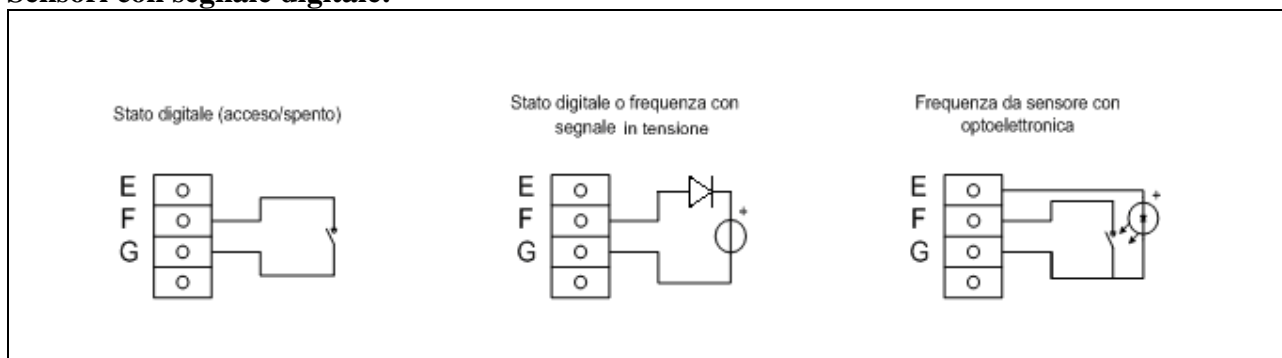 Sensori con segnale digitale:
Stato digitale (acceso/spento)
Stato digitale o frequenza con
segnale in tensione
Frequenza da sensore con
optoelettronica
E
F
G
E
F
G
E
F
G
+
+